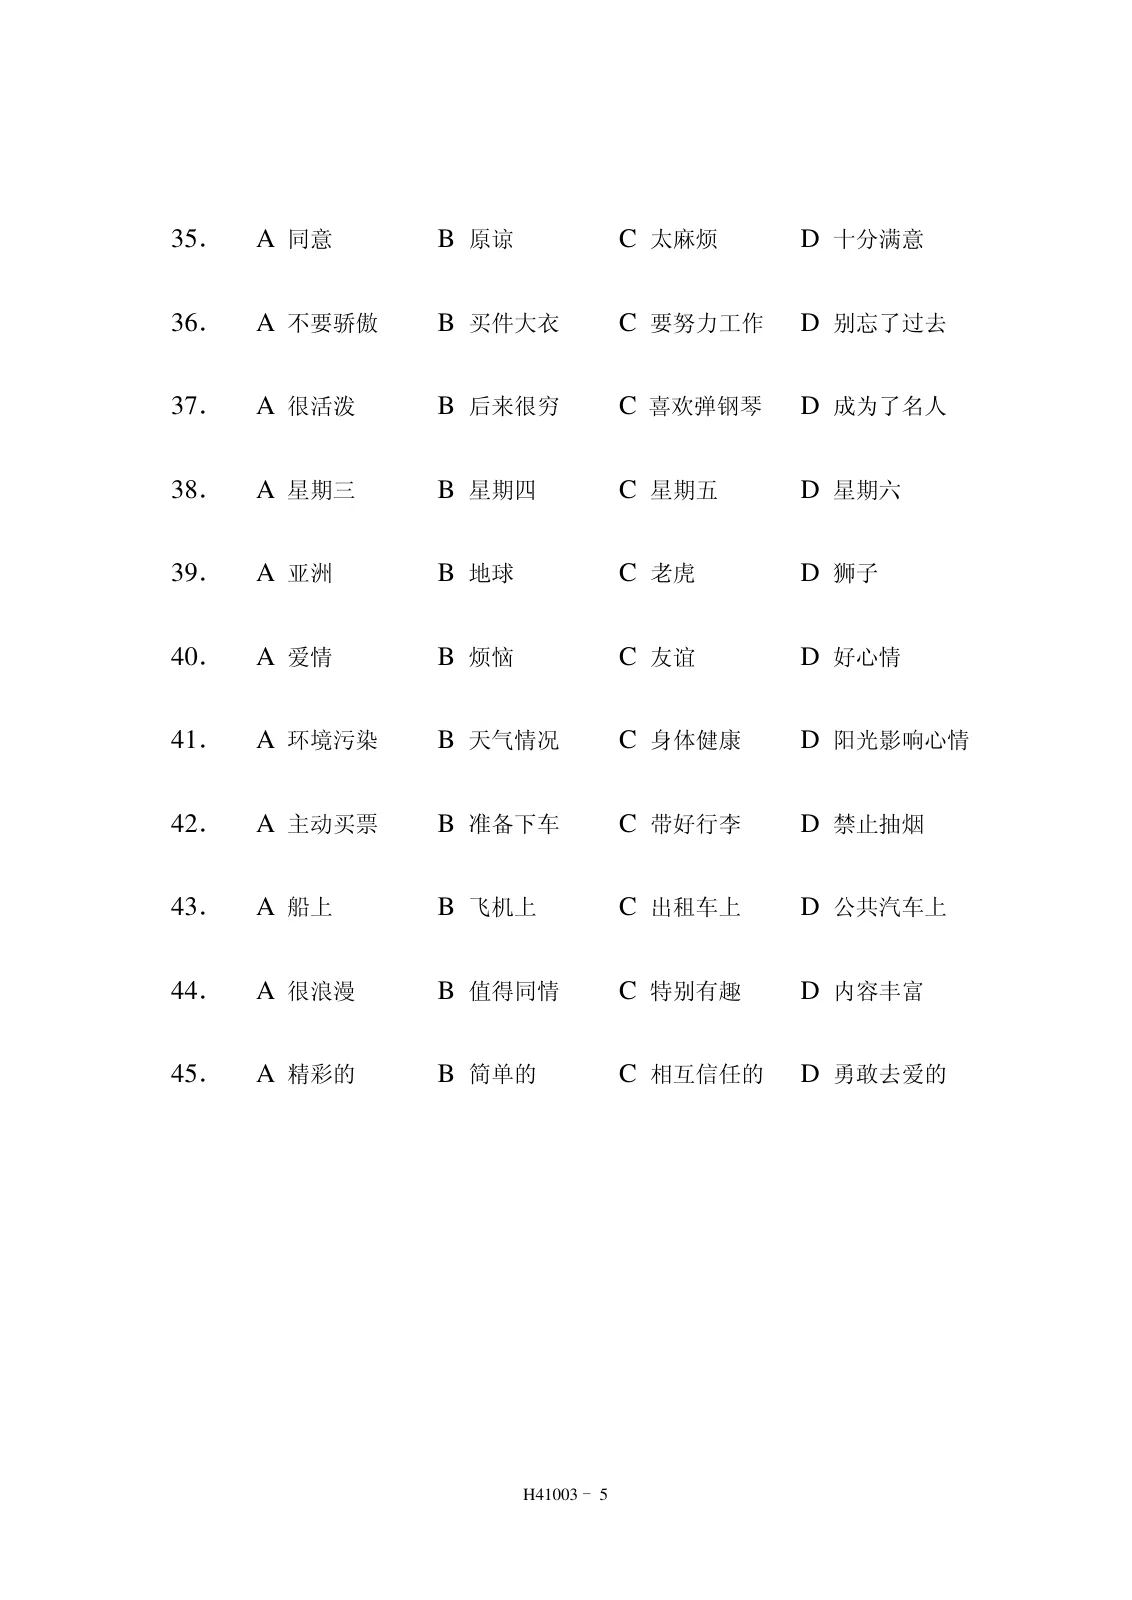 35． A 同意 B 原谅 C 太麻烦 D 十分满意
36． A 不要骄傲 B 买件大衣 C 要努力工作 D 别忘了过去
37． A 很活泼 B 后来很穷 C 喜欢弹钢琴 D 成为了名人
38． A 星期三 B 星期四 C 星期五 D 星期六
39． A 亚洲 B 地球 C 老虎 D 狮子
40． A 爱情 B 烦恼 C 友谊 D 好心情
41． A 环境污染 B 天气情况 C 身体健康 D 阳光影响心情
42． A 主动买票 B 准备下车 C 带好行李 D 禁止抽烟
43． A 船上 B 飞机上 C 出租车上 D 公共汽车上
44． A 很浪漫 B 值得同情 C 特别有趣 D 内容丰富
45． A 精彩的 B 简单的 C 相互信任的 D 勇敢去爱的
H41003－ 5